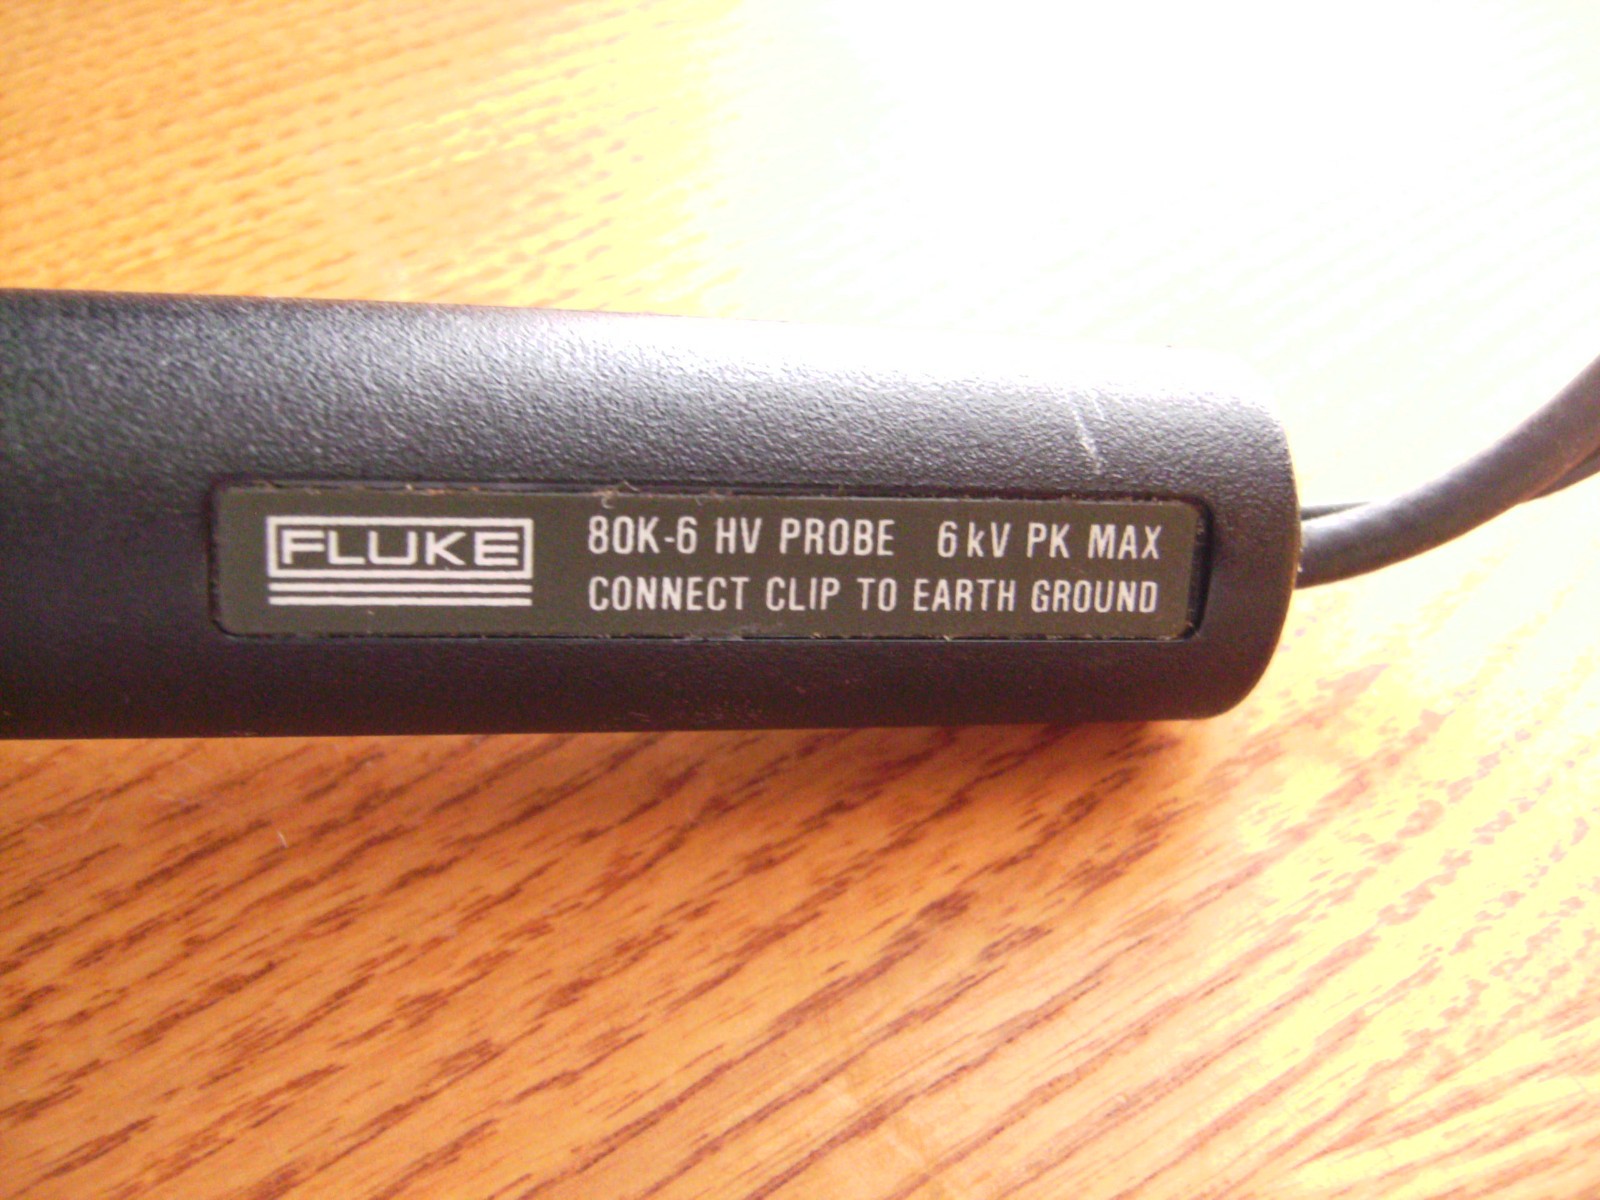 FLUKE
80K-6 HV PROBE 6kV PK MAX
CONNECT CLIP TO EARTH GROUND